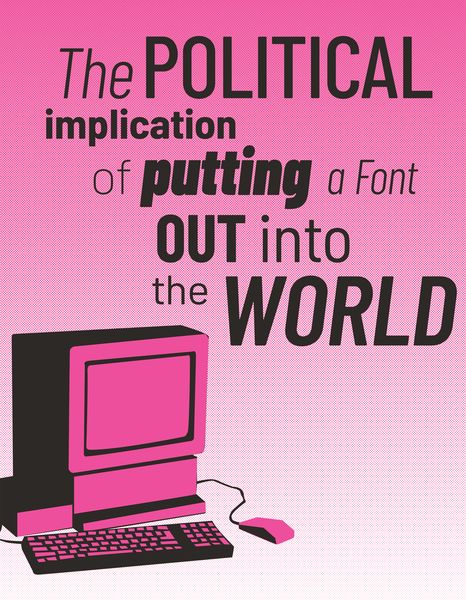 The POLITICAL
implication
of putting a Font
OUT into
the WORLD